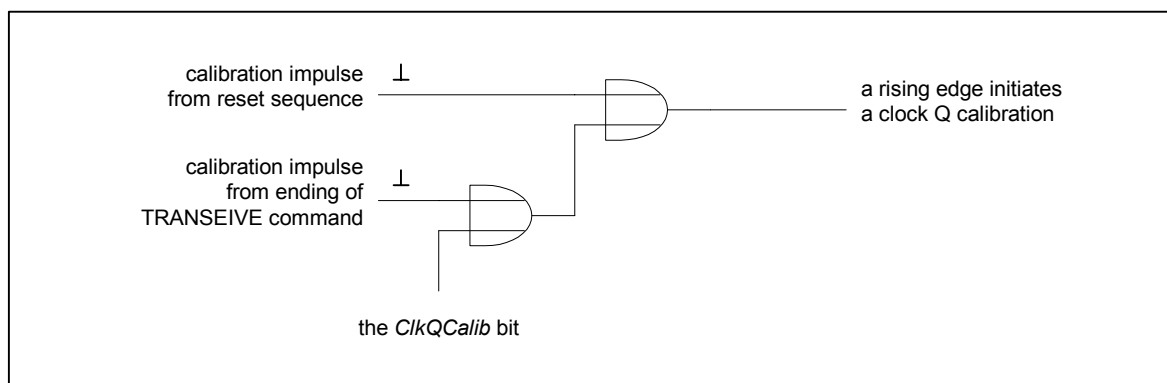 calibration impulse
from reset sequence
a rising edge initiates
a clock Q calibration
calibration impulse
from ending of
TRANSEIVE command
the ClkQCalib bit